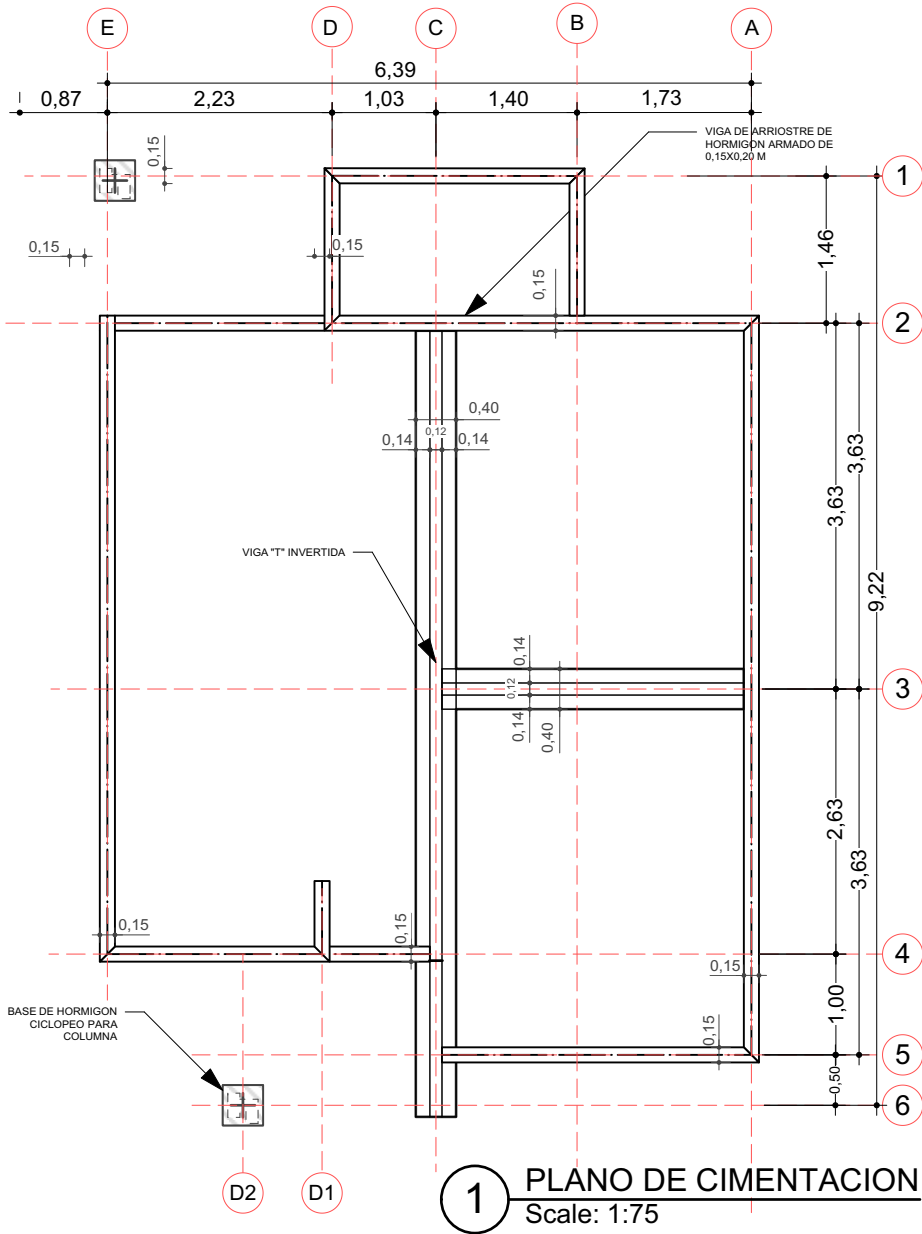 E
D
C
B
A
6,39
0,87
2,23
1,03
1,40
1,73
VIGA DE ARRIOSTRE DE
HORMIGON ARMADO DE
0,15X0,20 M
0,15
1
1,46
0,15
0,15
0,15
2
0,40
0,12
0,14
0,14
3,63
3,63
VIGA "T" INVERTIDA
9,22
0,14
0,12
0,14
0,40
3
2,63
3,63
0,15
0,15
0,15
4
1,00
BASE DE HORMIGON
CICLOPEO PARA
COLUMNA
0,15
5
0,50
6
D2
D1
1
PLANO DE CIMENTACION
Scale: 1:75